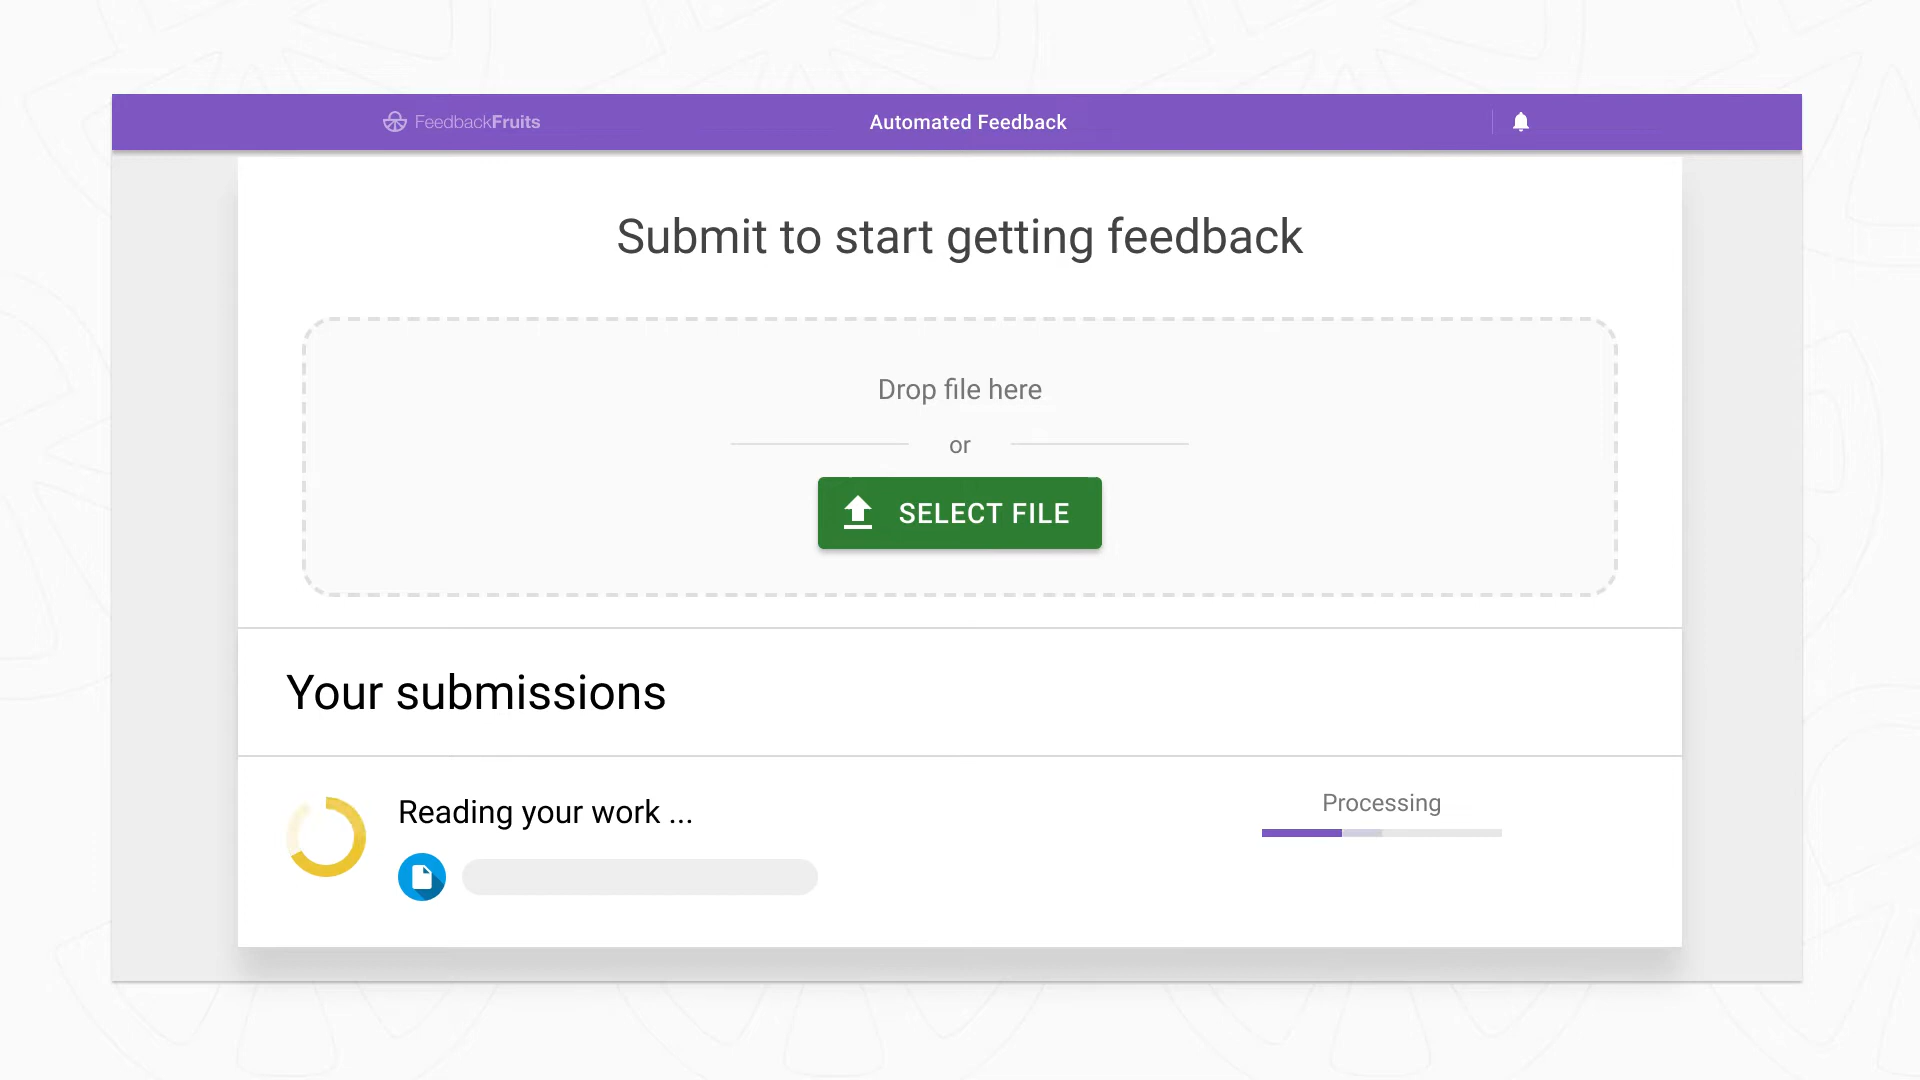 FeedbackFruits
Automated Feedback
Submit to start getting feedback
Drop file here
or
SELECT FILE
Your submissions
Reading your work ...
Processing